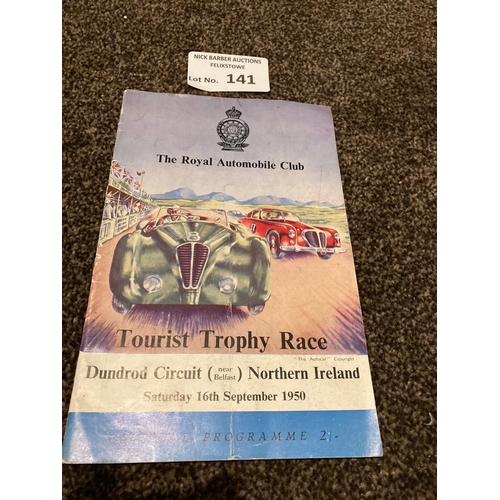 NICK BARBER AUCTIONS
FELIXSTOWE
Lot No. 141
The Royal Automobile Club
Tourist Trophy Race
"The Autocar" Copyright
Dundrod Circuit (near Belfast) Northern Ireland
Saturday 16th September 1950
OFFICIAL PROGRAMME 2/-